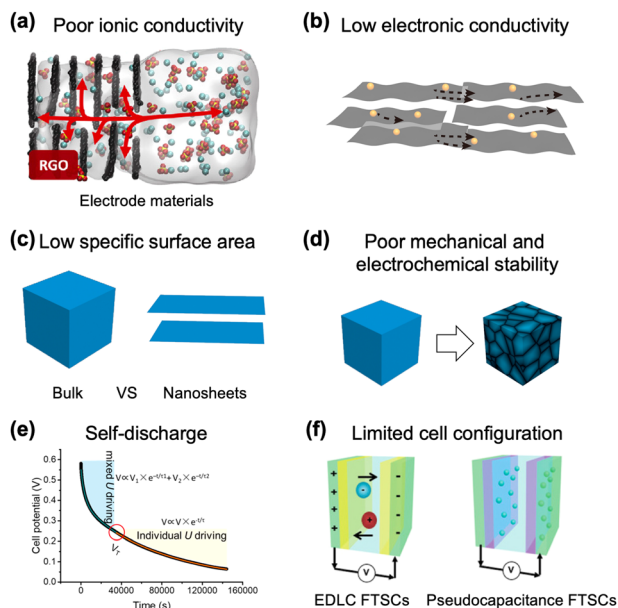 (a)
Poor ionic conductivity
RGO
Electrode materials
(b)
Low electronic conductivity
(c)
Low specific surface area
Bulk VS Nanosheets
(d)
Poor mechanical and
electrochemical stability
(e)
Self-discharge
Cell potential (V)
0.6
0.5
0.4
0.3
0.2
0.1
0.0
mixed driving
V∝V₁×e⁻ᵗ/τ1+V₂×e⁻ᵗ/τ2
V∝V×e⁻ᵗ/τ
Individual U driving
V_T
0 40000 80000 120000 160000
Time (s)
(f)
Limited cell configuration
+ - -
+ - -
+ + -
+ -
V V
EDLC FTSCs Pseudocapacitance FTSCs